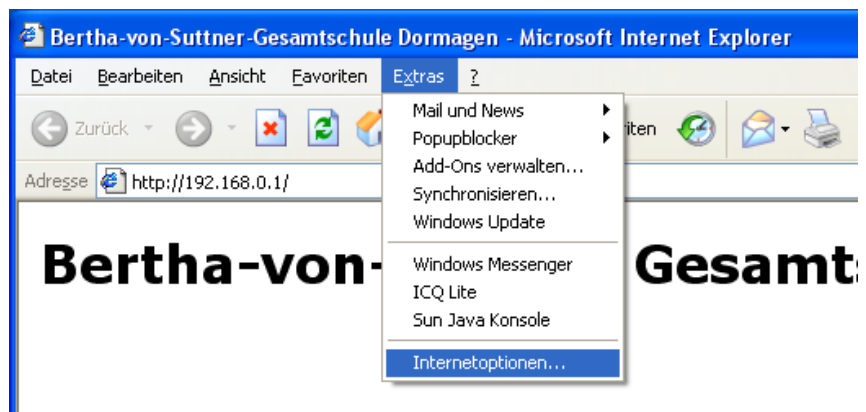 Bertha-von-Suttner-Gesamtschule Dormagen - Microsoft Internet Explorer
Datei Bearbeiten Ansicht Favoriten Extras ?
Zurück
Mail und News
Popupblocker
Add-Ons verwalten...
Synchronisieren...
Windows Update
Windows Messenger
ICQ Lite
Sun Java Konsole
Internetoptionen...
Adresse http://192.168.0.1/
Bertha-von-